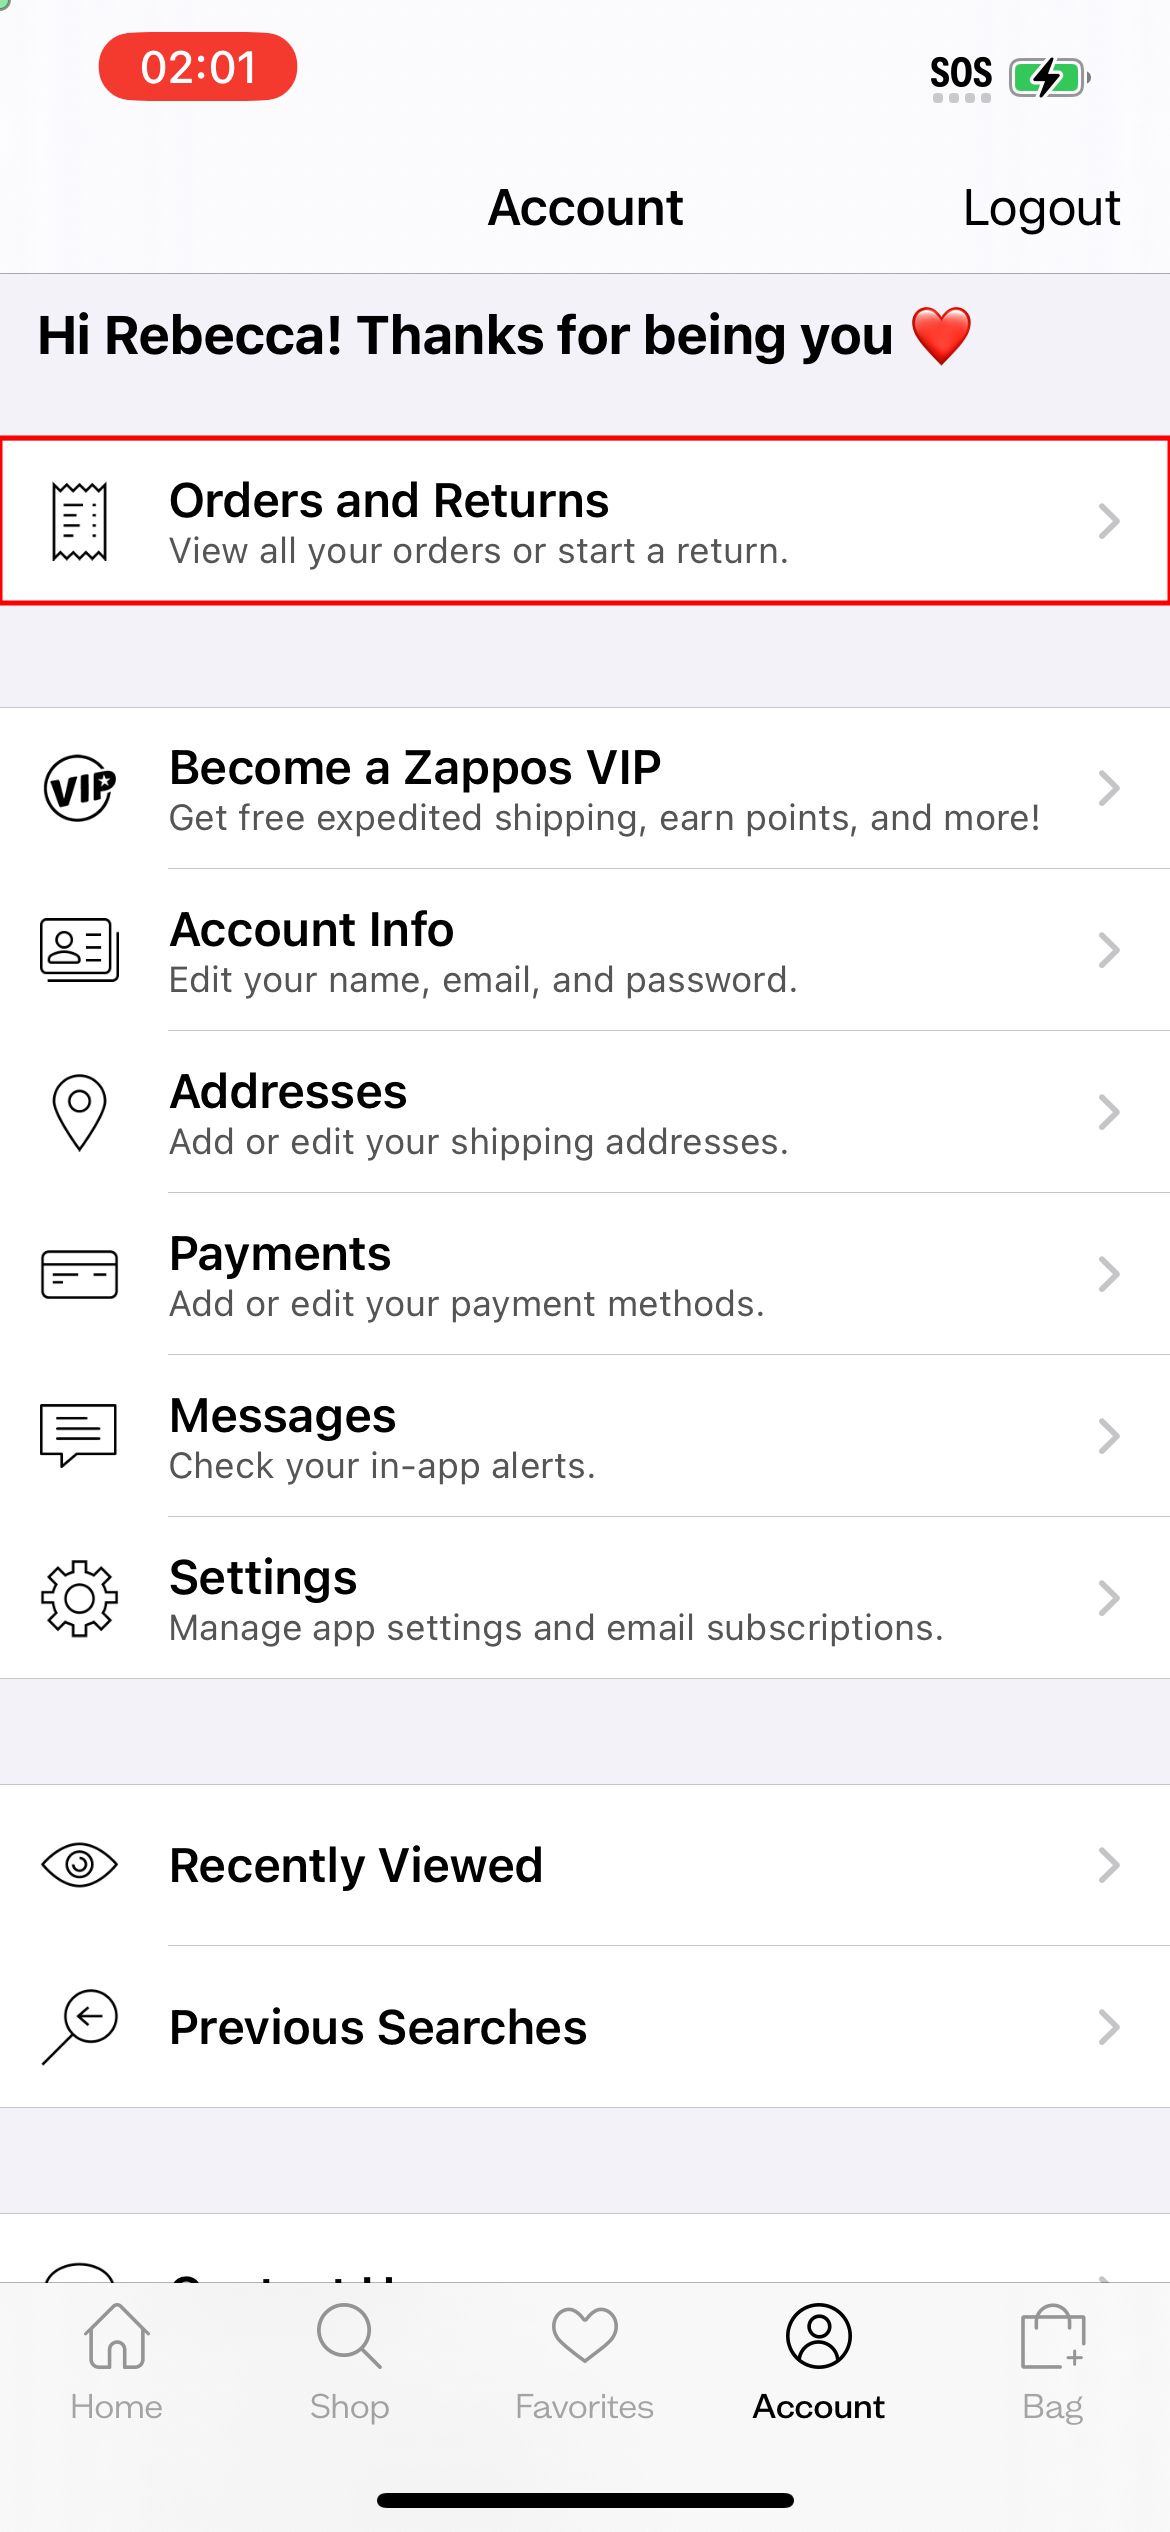 02:01
SOS
Account
Logout
Hi Rebecca! Thanks for being you ❤️
Orders and Returns
View all your orders or start a return.
VIP
Become a Zappos VIP
Get free expedited shipping, earn points, and more!
Account Info
Edit your name, email, and password.
Addresses
Add or edit your shipping addresses.
Payments
Add or edit your payment methods.
Messages
Check your in-app alerts.
Settings
Manage app settings and email subscriptions.
Recently Viewed
Previous Searches
Home
Shop
Favorites
Account
Bag